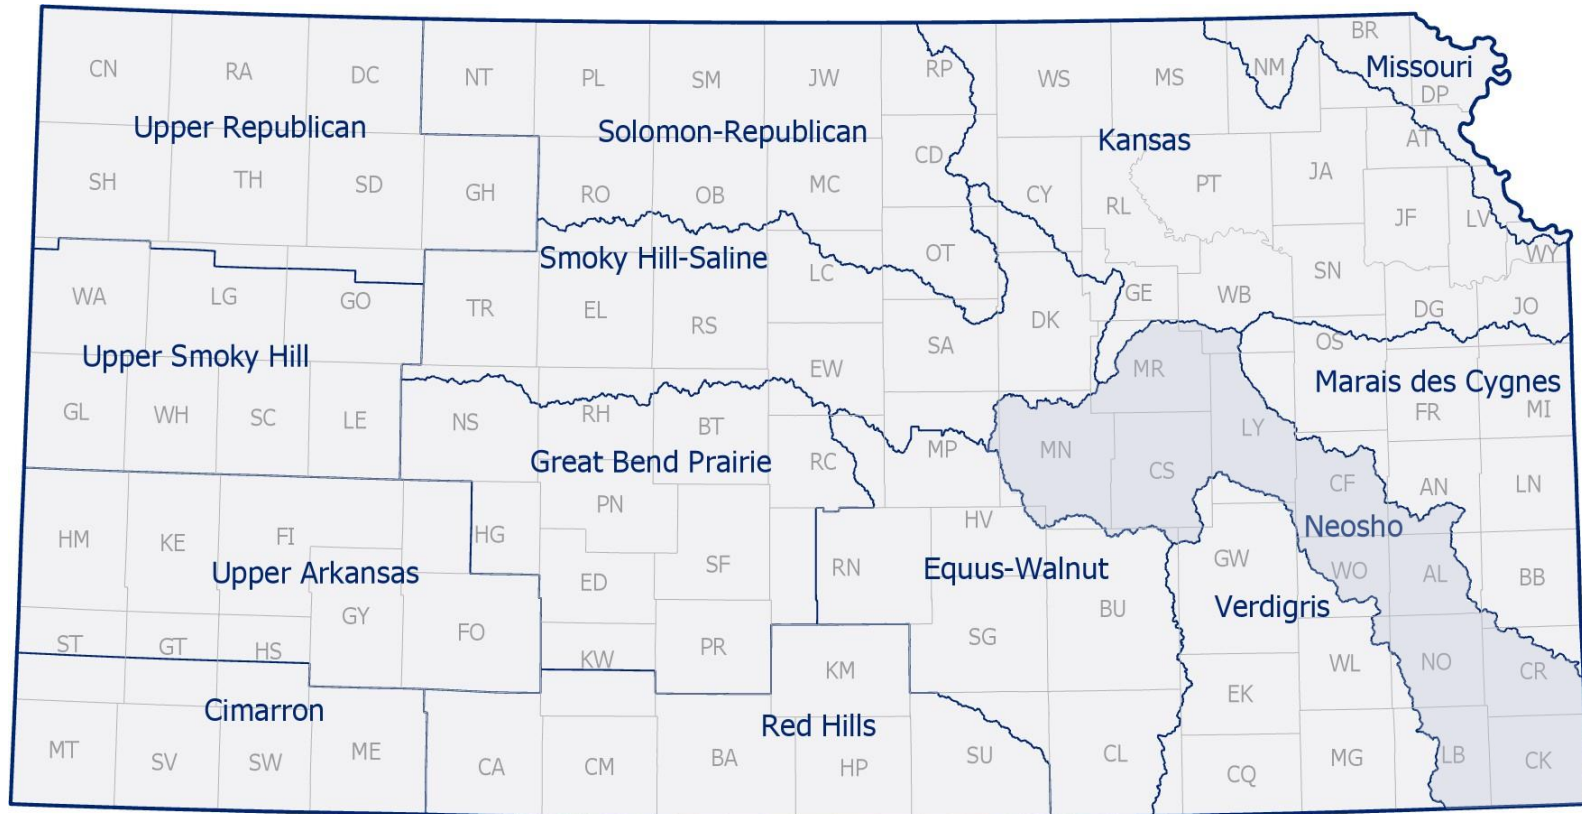 BR
Missouri
CN RA DC NT PL SM JW RP WS MS NM
DP
Upper Republican
Solomon-Republican
Kansas
AT
SH TH SD GH RO OB MC CD CY RL PT JA JF LV
Smoky Hill-Saline
OT
WY
WA LG GO TR EL RS LC GE WB SN DG JO
Upper Smoky Hill
EW SA DK MR OS
Marais des Cygnes
GL WH SC LE NS RH BT MP MN CS LY FR MI
Great Bend Prairie
RC
CF AN LN
PN
HM KE FI HG HV
Neosho
Upper Arkansas
ED SF RN
Equus-Walnut
GW WO AL BB
Verdigris
GY FO BU
ST GT HS KW PR SG KM WL NO CR
Cimarron
Red Hills
EK
MT SV SW ME CA CM BA HP SU CL CQ MG LB CK